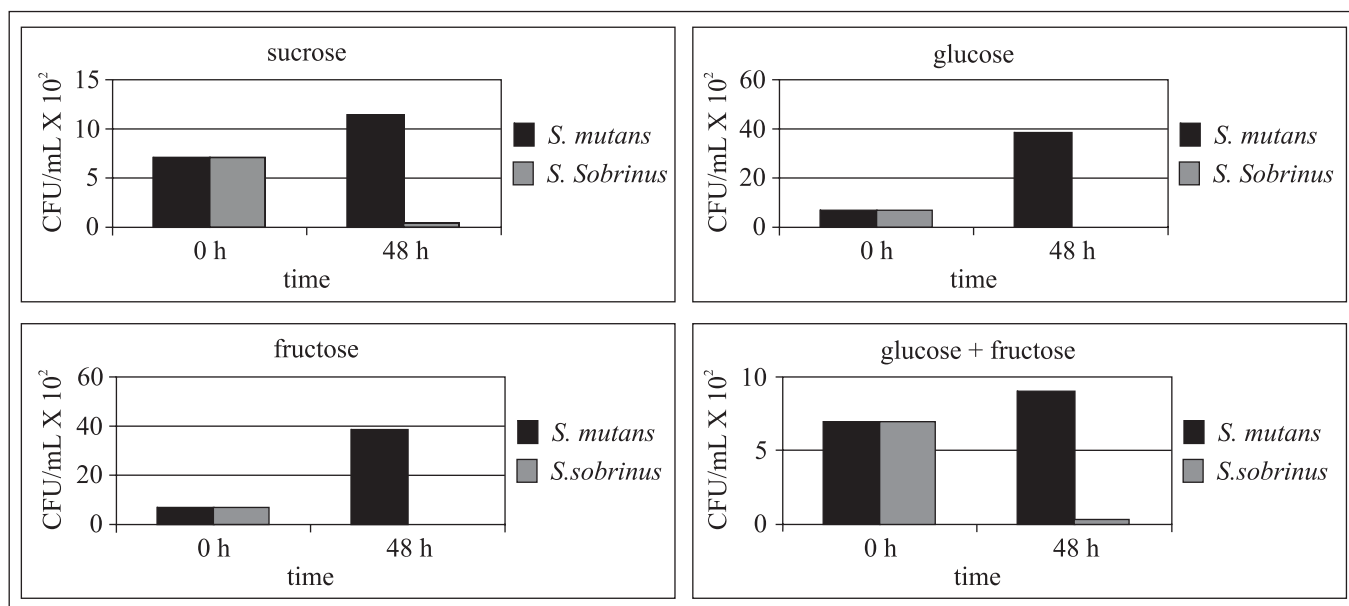 sucrose
CFU/mL X 10²
15
10
5
0
0 h
48 h
time
S. mutans
S. Sobrinus
glucose
CFU/mL X 10²
60
40
20
0
0 h
48 h
time
S. mutans
S. Sobrinus
fructose
CFU/mL X 10²
60
40
20
0
0 h
48 h
time
S. mutans
S.sobrinus
glucose + fructose
CFU/mL X 10²
10
5
0
0 h
48 h
time
S. mutans
S.sobrinus